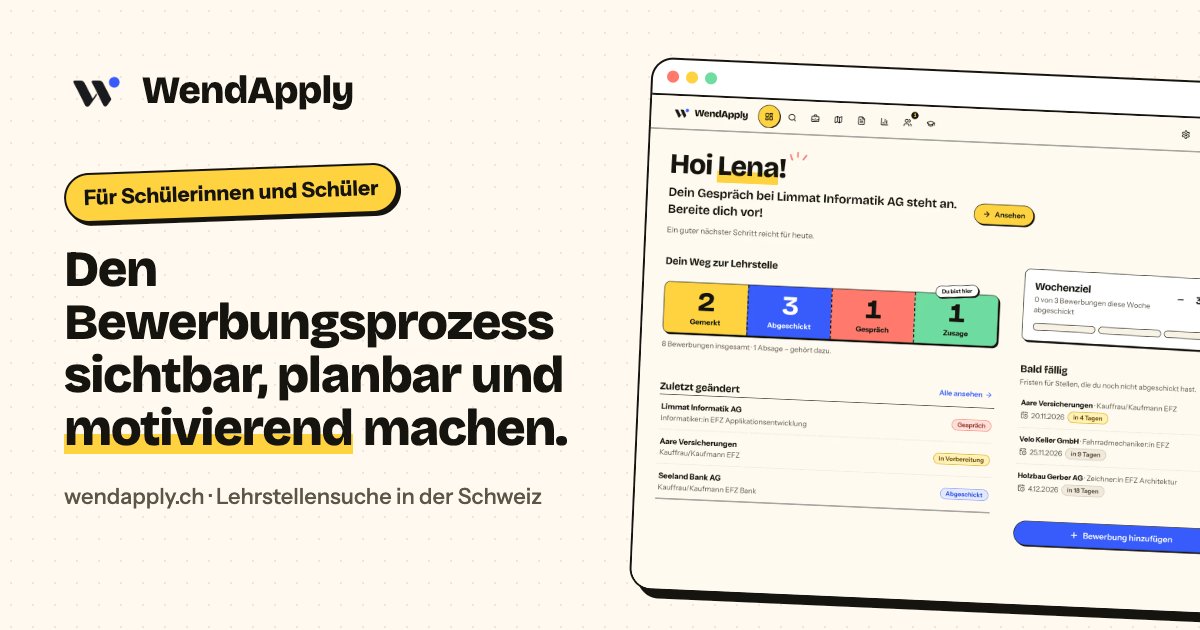 WendApply
Für Schülerinnen und Schüler
Den
Bewerbungsprozess
sichtbar, planbar und
motivierend machen.
wendapply.ch · Lehrstellensuche in der Schweiz
WendApply
1
Hoi Lena!
Dein Gespräch bei Limmat Informatik AG steht an.
Bereite dich vor!
→ Ansehen
Ein guter nächster Schritt reicht für heute.
Dein Weg zur Lehrstelle
Du bist hier
2
Gemerkt
3
Abgeschickt
1
Gespräch
1
Zusage
8 Bewerbungen insgesamt · 1 Absage – gehört dazu.
Zuletzt geändert
Alle ansehen →
Limmat Informatik AG
Informatiker:in EFZ Applikationsentwicklung
Gespräch
Aare Versicherungen
Kauffrau/Kaufmann EFZ
In Vorbereitung
Seeland Bank AG
Kauffrau/Kaufmann EFZ Bank
Abgeschickt
Wochenziel
0 von 3 Bewerbungen diese Woche
abgeschickt
– 3
Bald fällig
Fristen für Stellen, die du noch nicht abgeschickt hast.
Aare Versicherungen · Kauffrau/Kaufmann EFZ
20.11.2026 in 4 Tagen
Velo Keller GmbH · Fahrradmechaniker:in EFZ
25.11.2026 in 9 Tagen
Holzbau Gerber AG · Zeichner:in EFZ Architektur
4.12.2026 in 18 Tagen
+ Bewerbung hinzufügen